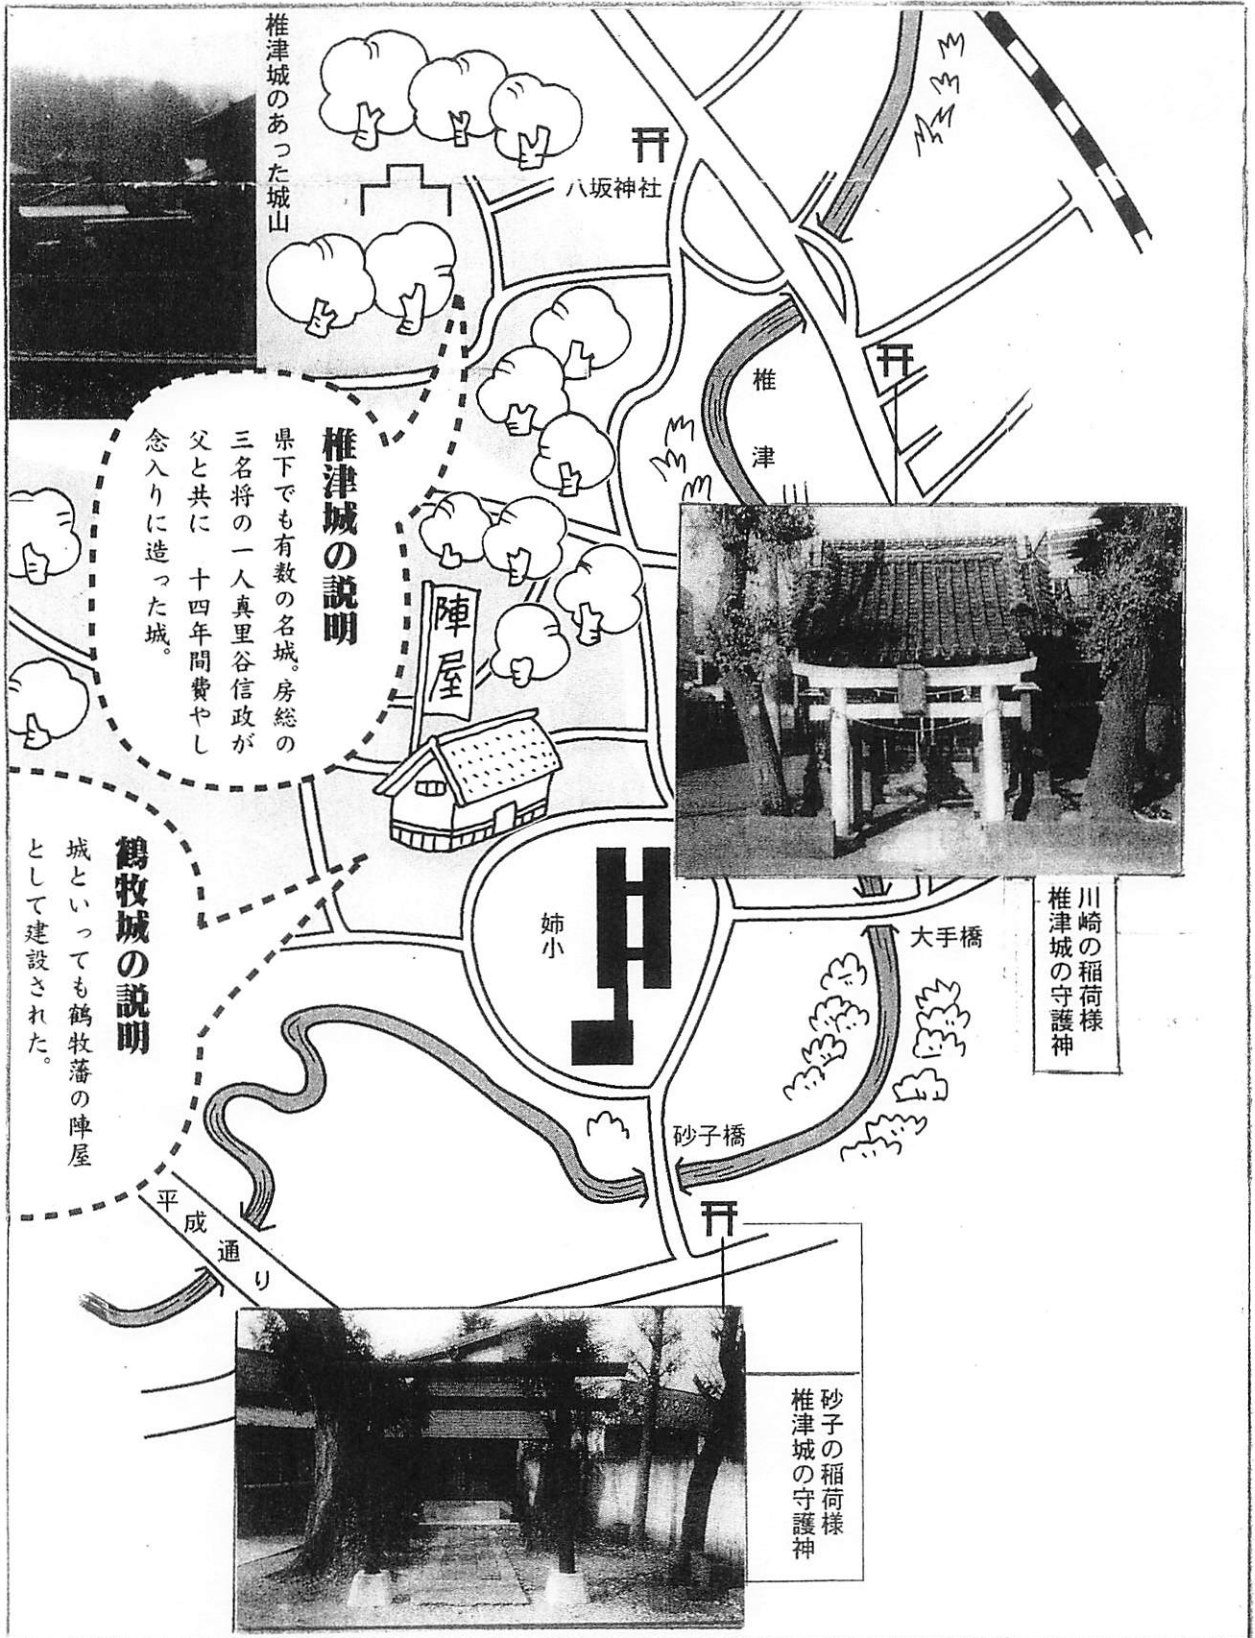 椎津城のあった城山
八坂神社
椎津
椎津城の説明
県下でも有数の名城。房総の
三名将の一人真里谷信政が
父と共に　十四年間費やし
念入りに造った城。
陣屋
川崎の稲荷様
椎津城の守護神
大手橋
姉小
鶴牧城の説明
城といっても鶴牧藩の陣屋
として建設された。
砂子橋
平成通り
砂子の稲荷様
椎津城の守護神